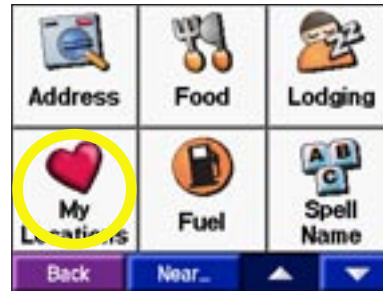 Address Food Lodging
My Locations Fuel Spell Name
A B C
Back Near...